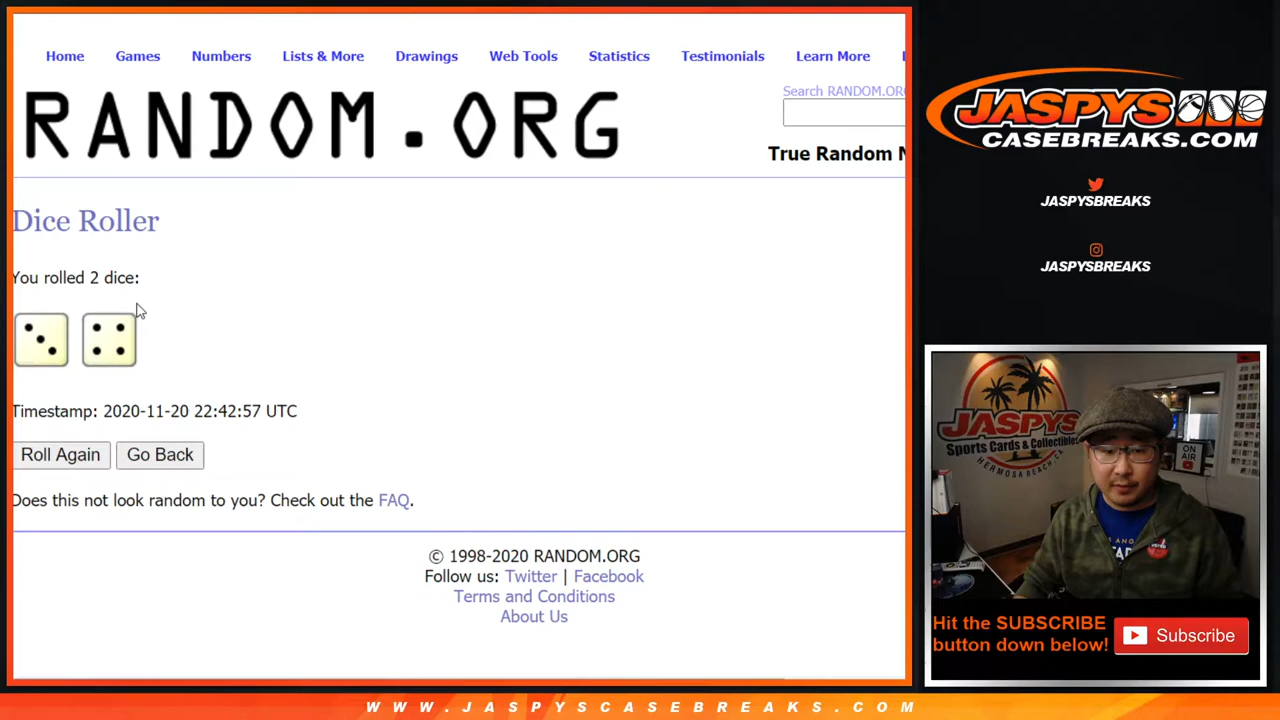 Home Games Numbers Lists & More Drawings Web Tools Statistics Testimonials Learn More
RANDOM.ORG
Search RANDOM.ORG
True Random N
Dice Roller
You rolled 2 dice:
Timestamp: 2020-11-20 22:42:57 UTC
Roll Again Go Back
Does this not look random to you? Check out the FAQ.
© 1998-2020 RANDOM.ORG
Follow us: Twitter | Facebook
Terms and Conditions
About Us
JASPYS
CASEBREAKS.COM
JASPYSBREAKS
JASPYSBREAKS
JASPYS
Sports Cards & Collectibles
HERMOSA BEACH, CA
ON AIR
Hit the SUBSCRIBE
button down below!
Subscribe
WWW.JASPYSCASEBREAKS.COM